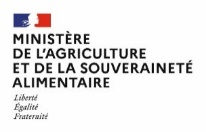 MINISTÈRE
DE L'AGRICULTURE
ET DE LA SOUVERAINETÉ
ALIMENTAIRE
Liberté
Égalité
Fraternité